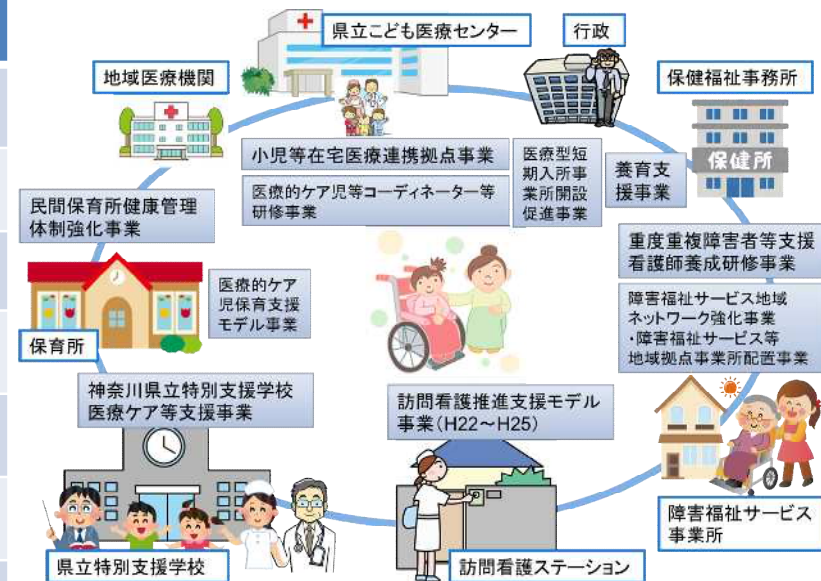 県立こども医療センター
行政
地域医療機関
保健福祉事務所
小児等在宅医療連携拠点事業
医療的ケア児等コーディネーター等
研修事業
医療型短
期入所事
業所開設
促進事業
養育支
援事業
保健所
民間保育所健康管理
体制強化事業
重度重複障害者等支援
看護師養成研修事業
医療的ケア
児保育支援
モデル事業
保育所
障害福祉サービス地域
ネットワーク強化事業
・障害福祉サービス等
地域拠点事業所配置事業
神奈川県立特別支援学校
医療ケア等支援事業
訪問看護推進支援モデル
事業(H22~H25)
県立特別支援学校
訪問看護ステーション
障害福祉サービス
事業所